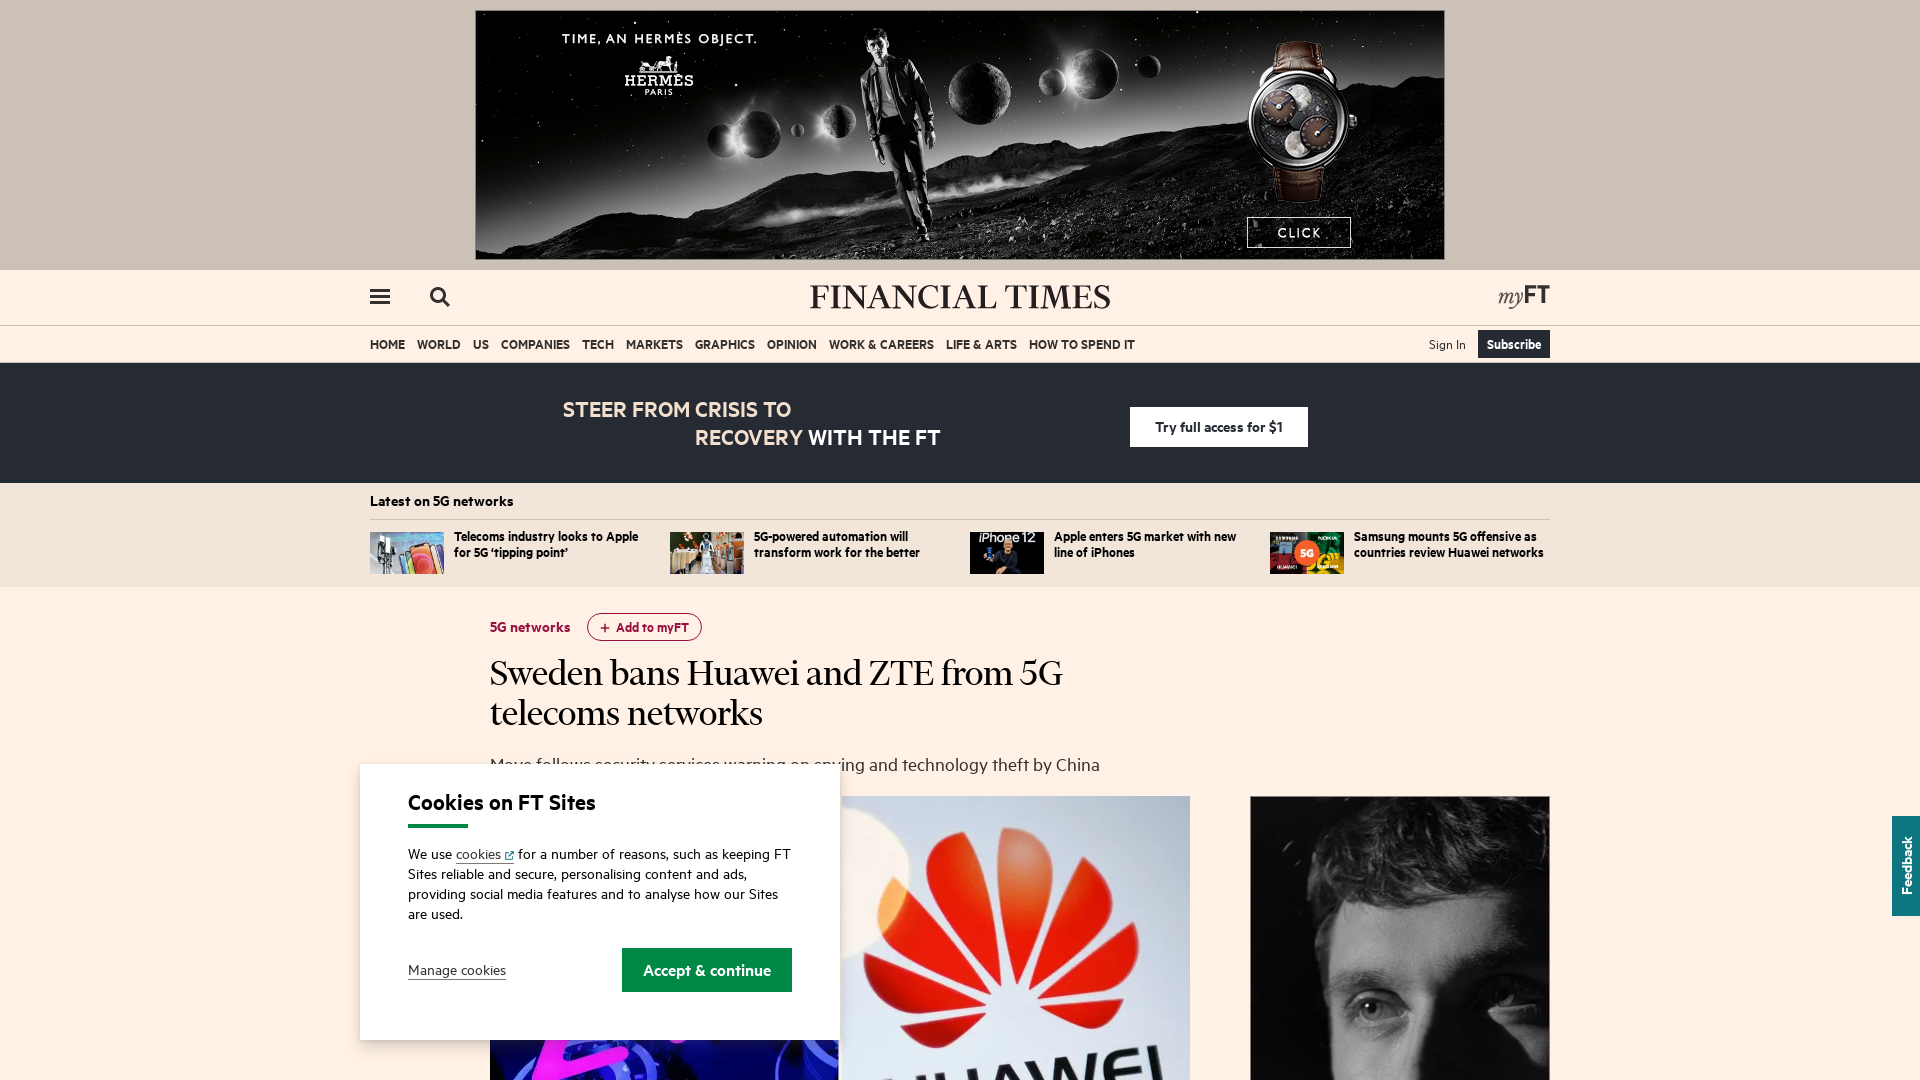 TIME, AN HERMÈS OBJECT.
HERMÈS
PARIS
CLICK
FINANCIAL TIMES
myFT
HOME WORLD US COMPANIES TECH MARKETS GRAPHICS OPINION WORK & CAREERS LIFE & ARTS HOW TO SPEND IT
Sign In
Subscribe
STEER FROM CRISIS TO
RECOVERY WITH THE FT
Try full access for $1
Latest on 5G networks
Telecoms industry looks to Apple
for 5G ‘tipping point’
5G-powered automation will
transform work for the better
iPhone 12
Apple enters 5G market with new
line of iPhones
SAMSUNG
NOKIA
5G
HUAWEI
Samsung mounts 5G offensive as
countries review Huawei networks
5G networks
+ Add to myFT
Sweden bans Huawei and ZTE from 5G
telecoms networks
Move follows security services warning on spying and technology theft by China
Cookies on FT Sites
We use cookies for a number of reasons, such as keeping FT
Sites reliable and secure, personalising content and ads,
providing social media features and to analyse how our Sites
are used.
Manage cookies
Accept & continue
HUAWEI
Feedback